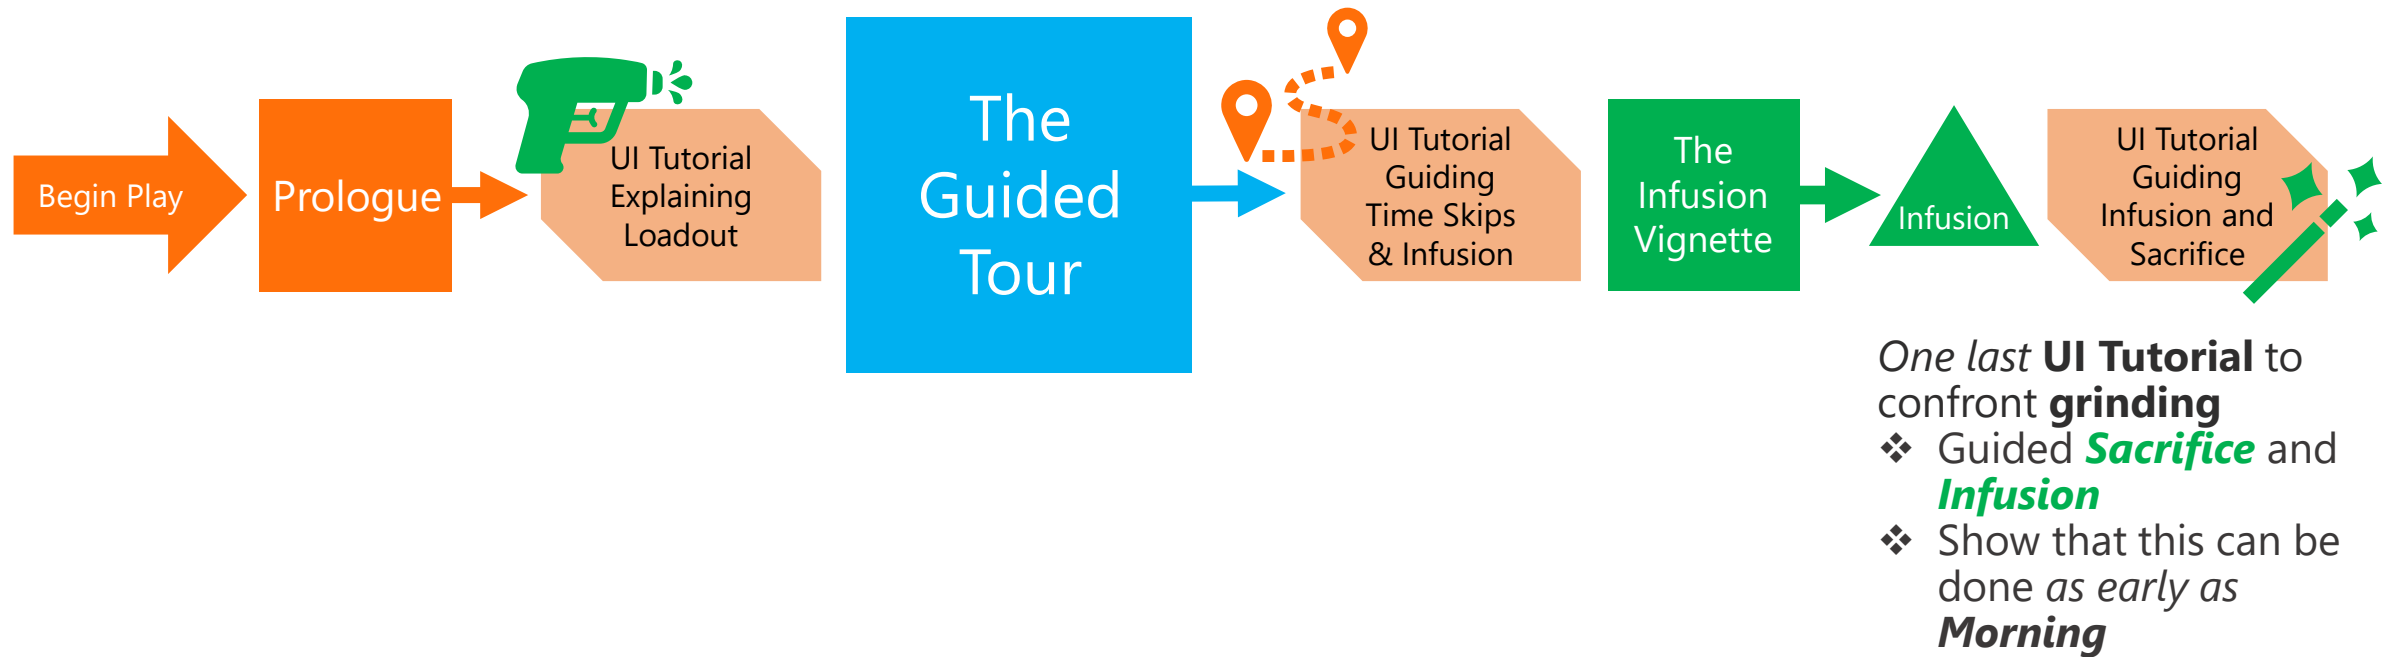 Begin Play
Prologue
UI Tutorial
Explaining
Loadout
The
Guided
Tour
UI Tutorial
Guiding
Time Skips
& Infusion
The
Infusion
Vignette
Infusion
UI Tutorial
Guiding
Infusion and
Sacrifice
One last UI Tutorial to
confront grinding
❖ Guided Sacrifice and
Infusion
❖ Show that this can be
done as early as
Morning